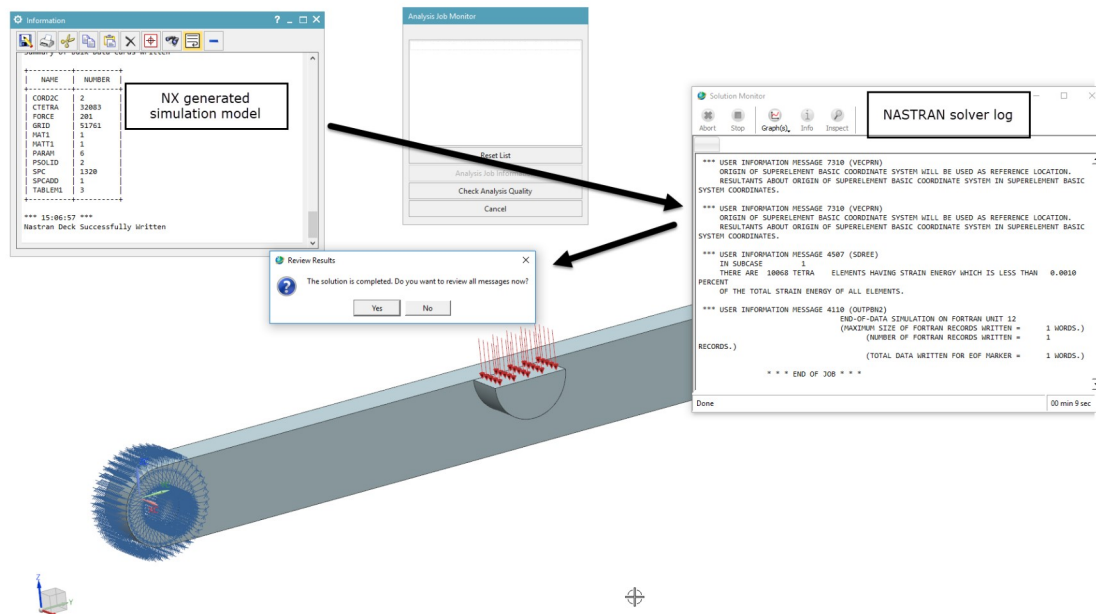 Information
Summary of Bulk Data Cards Written
+----------+----------+
| NAME | NUMBER |
+----------+----------+
| CORD2C | 2 |
| CTETRA | 32083 |
| FORCE | 201 |
| GRID | 51761 |
| MAT1 | 1 |
| MATT1 | 1 |
| PARAM | 6 |
| PSOLID | 2 |
| SPC | 1320 |
| SPCADD | 1 |
| TABLEM1 | 3 |
+----------+----------+
*** 15:06:57 ***
Nastran Deck Successfully Written
NX generated
simulation model
Analysis Job Monitor
Reset List
Analysis Job Information
Check Analysis Quality
Cancel
Solution Monitor
Abort Stop Graph(s) Info Inspect
NASTRAN solver log
*** USER INFORMATION MESSAGE 7310 (VECPRN)
ORIGIN OF SUPERELEMENT BASIC COORDINATE SYSTEM WILL BE USED AS REFERENCE LOCATION.
RESULTANTS ABOUT ORIGIN OF SUPERELEMENT BASIC COORDINATE SYSTEM IN SUPERELEMENT BASIC
SYSTEM COORDINATES.
*** USER INFORMATION MESSAGE 7310 (VECPRN)
ORIGIN OF SUPERELEMENT BASIC COORDINATE SYSTEM WILL BE USED AS REFERENCE LOCATION.
RESULTANTS ABOUT ORIGIN OF SUPERELEMENT BASIC COORDINATE SYSTEM IN SUPERELEMENT BASIC
SYSTEM COORDINATES.
*** USER INFORMATION MESSAGE 4507 (SDREE)
IN SUBCASE 1
THERE ARE 10068 TETRA ELEMENTS HAVING STRAIN ENERGY WHICH IS LESS THAN 0.0010
PERCENT
OF THE TOTAL STRAIN ENERGY OF ALL ELEMENTS.
*** USER INFORMATION MESSAGE 4110 (OUTPBN2)
END-OF-DATA SIMULATION ON FORTRAN UNIT 12
(MAXIMUM SIZE OF FORTRAN RECORDS WRITTEN = 1 WORDS.)
(NUMBER OF FORTRAN RECORDS WRITTEN = 1
RECORDS.)
(TOTAL DATA WRITTEN FOR EOF MARKER = 1 WORDS.)
* * * END OF JOB * * *
Done
00 min 9 sec
Review Results
The solution is completed. Do you want to review all messages now?
Yes No
Z
Y